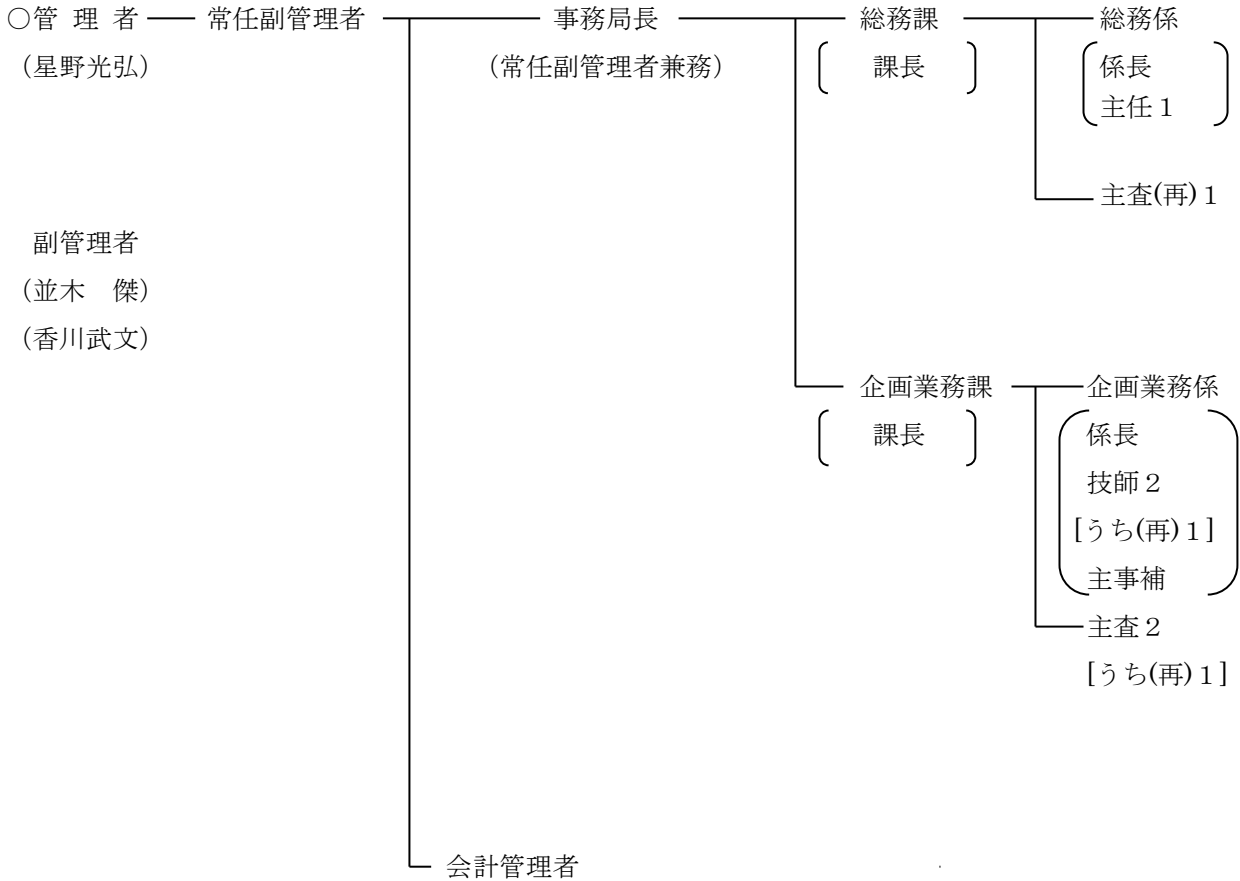 ○管 理 者 常任副管理者 事務局長 総務課 総務係
（星野光弘） （常任副管理者兼務） 課長 係長
主任１
主査(再)１
副管理者
（並木　傑）
（香川武文）
企画業務課 企画業務係
課長 係長
技師２
[うち(再)１]
主事補
主査２
[うち(再)１]
会計管理者